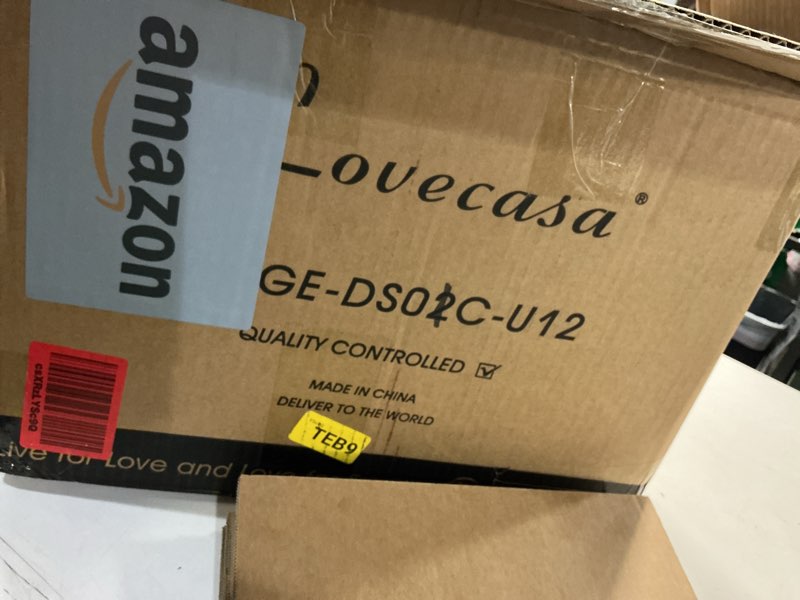 amazon
Lovecasa®
GE-DS02C-U12
QUALITY CONTROLLED ☑
MADE IN CHINA
DELIVER TO THE WORLD
TEB9
csXRzLYSc9Q
Live for Love and